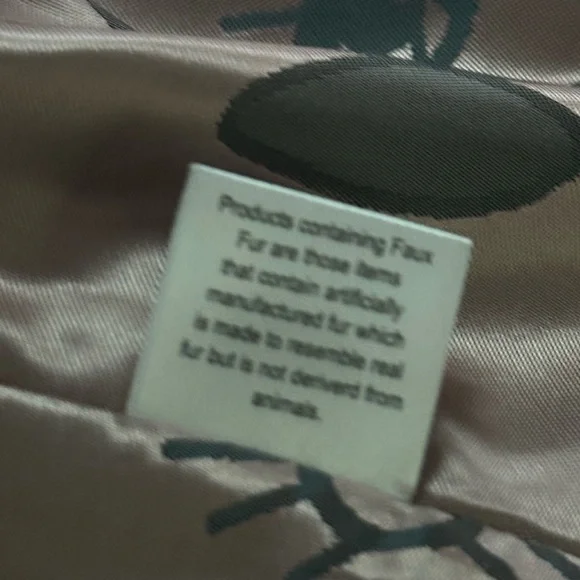 Products containing Faux
Fur are those items
that contain artificially
manufactured fur which
is made to resemble real
fur but is not deriverd from
animals.